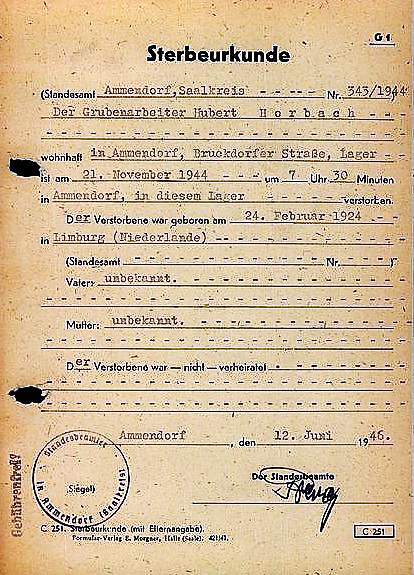 G 1
Sterbeurkunde
(Standesamt Ammendorf, Saalkreis - - - - - Nr. 343/1944
Der Grubenarbeiter Hubert H o r b a c h - - - -
wohnhaft in Ammendorf, Bruckdorfer Straße, Lager - -
ist am 21. November 1944 - - - um 7 Uhr 30 Minuten
in Ammendorf, in diesem Lager - - - - verstorben.
Der Verstorbene war geboren am 24. Februar 1924
in Limburg (Niederlande) - - - - - - - -
(Standesamt - - - - - - - - Nr. - - - )
Vater: unbekannt.
Mutter: unbekannt.
Der Verstorbene war — nicht — verheiratet
Ammendorf, den 12. Juni 1946.
Gebührenfrei!
Standesbeamter
in Ammendorf (Saalkreis)
(Siegel)
Der Standesbeamte
C 251. Sterbeurkunde (mit Elternangabe).
Formular-Verlag E. Morgner, Halle (Saale). 421/41.
C 251